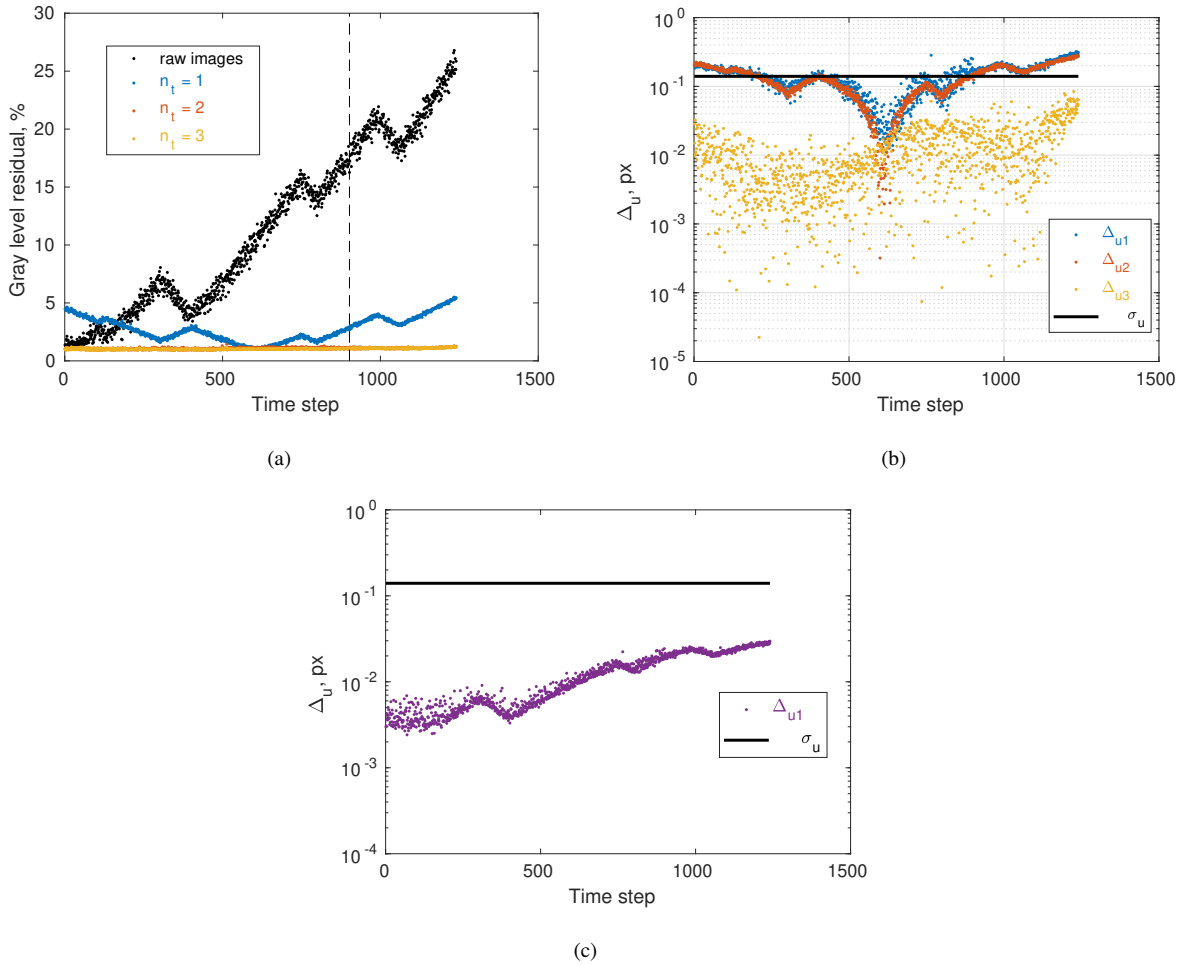 Gray level residual, %
30
25
20
15
10
5
0
raw images
n_t = 1
n_t = 2
n_t = 3
0 500 1000 1500
Time step
(a)
Δ_u, px
10^0
10^-1
10^-2
10^-3
10^-4
10^-5
Δ_u1
Δ_u2
Δ_u3
σ_u
0 500 1000 1500
Time step
(b)
Δ_u, px
10^0
10^-1
10^-2
10^-3
10^-4
Δ_u1
σ_u
0 500 1000 1500
Time step
(c)